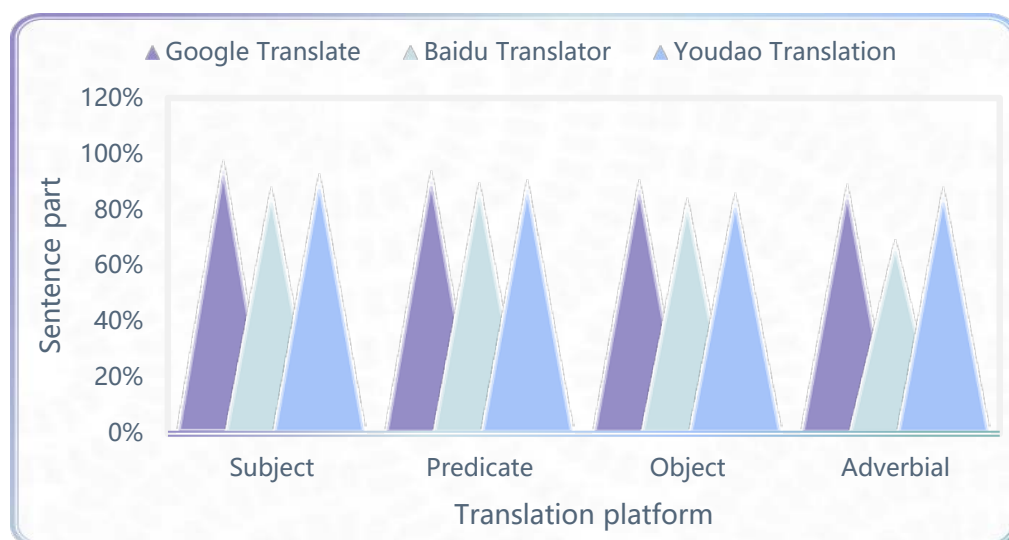 Google Translate Baidu Translator Youdao Translation
120%
100%
80%
60%
40%
20%
0%
Sentence part
Subject Predicate Object Adverbial
Translation platform